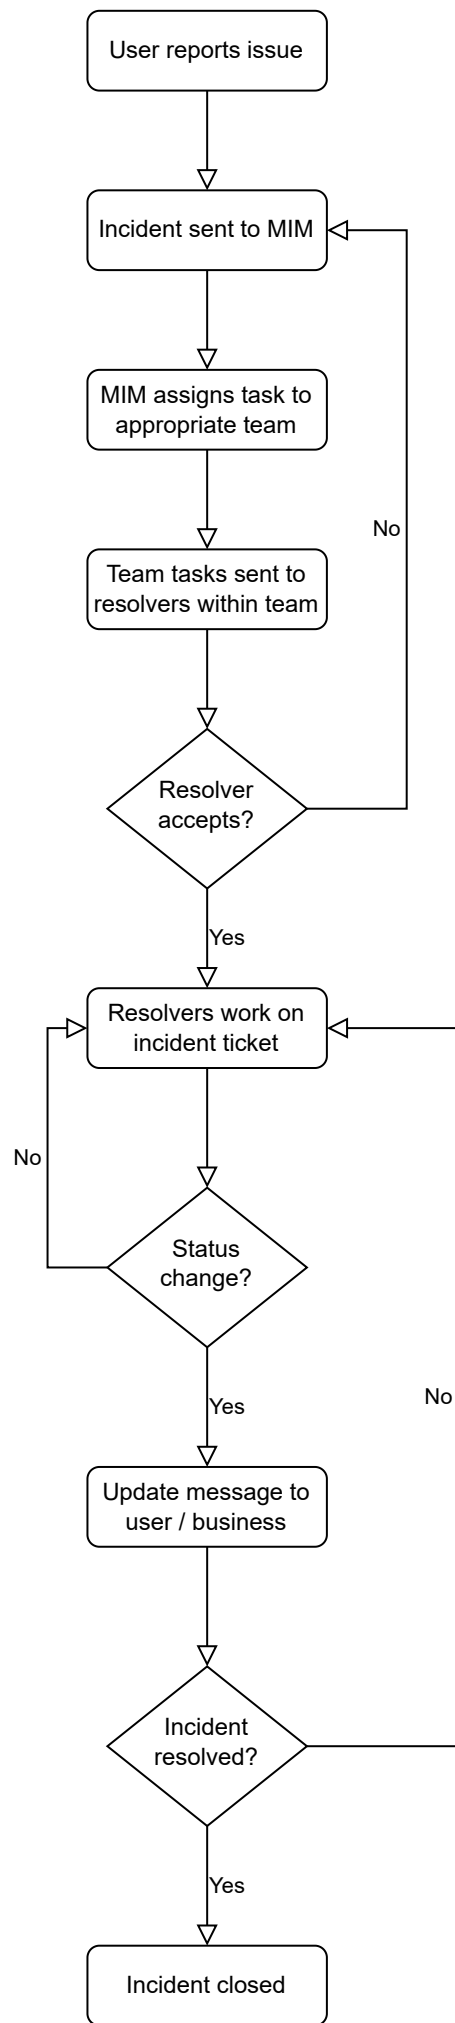 User reports issue
Incident sent to MIM
MIM assigns task to
appropriate team
No
Team tasks sent to
resolvers within team
Resolver
accepts?
Yes
Resolvers work on
incident ticket
No
Status
change?
No
Yes
Update message to
user / business
Incident
resolved?
Yes
Incident closed